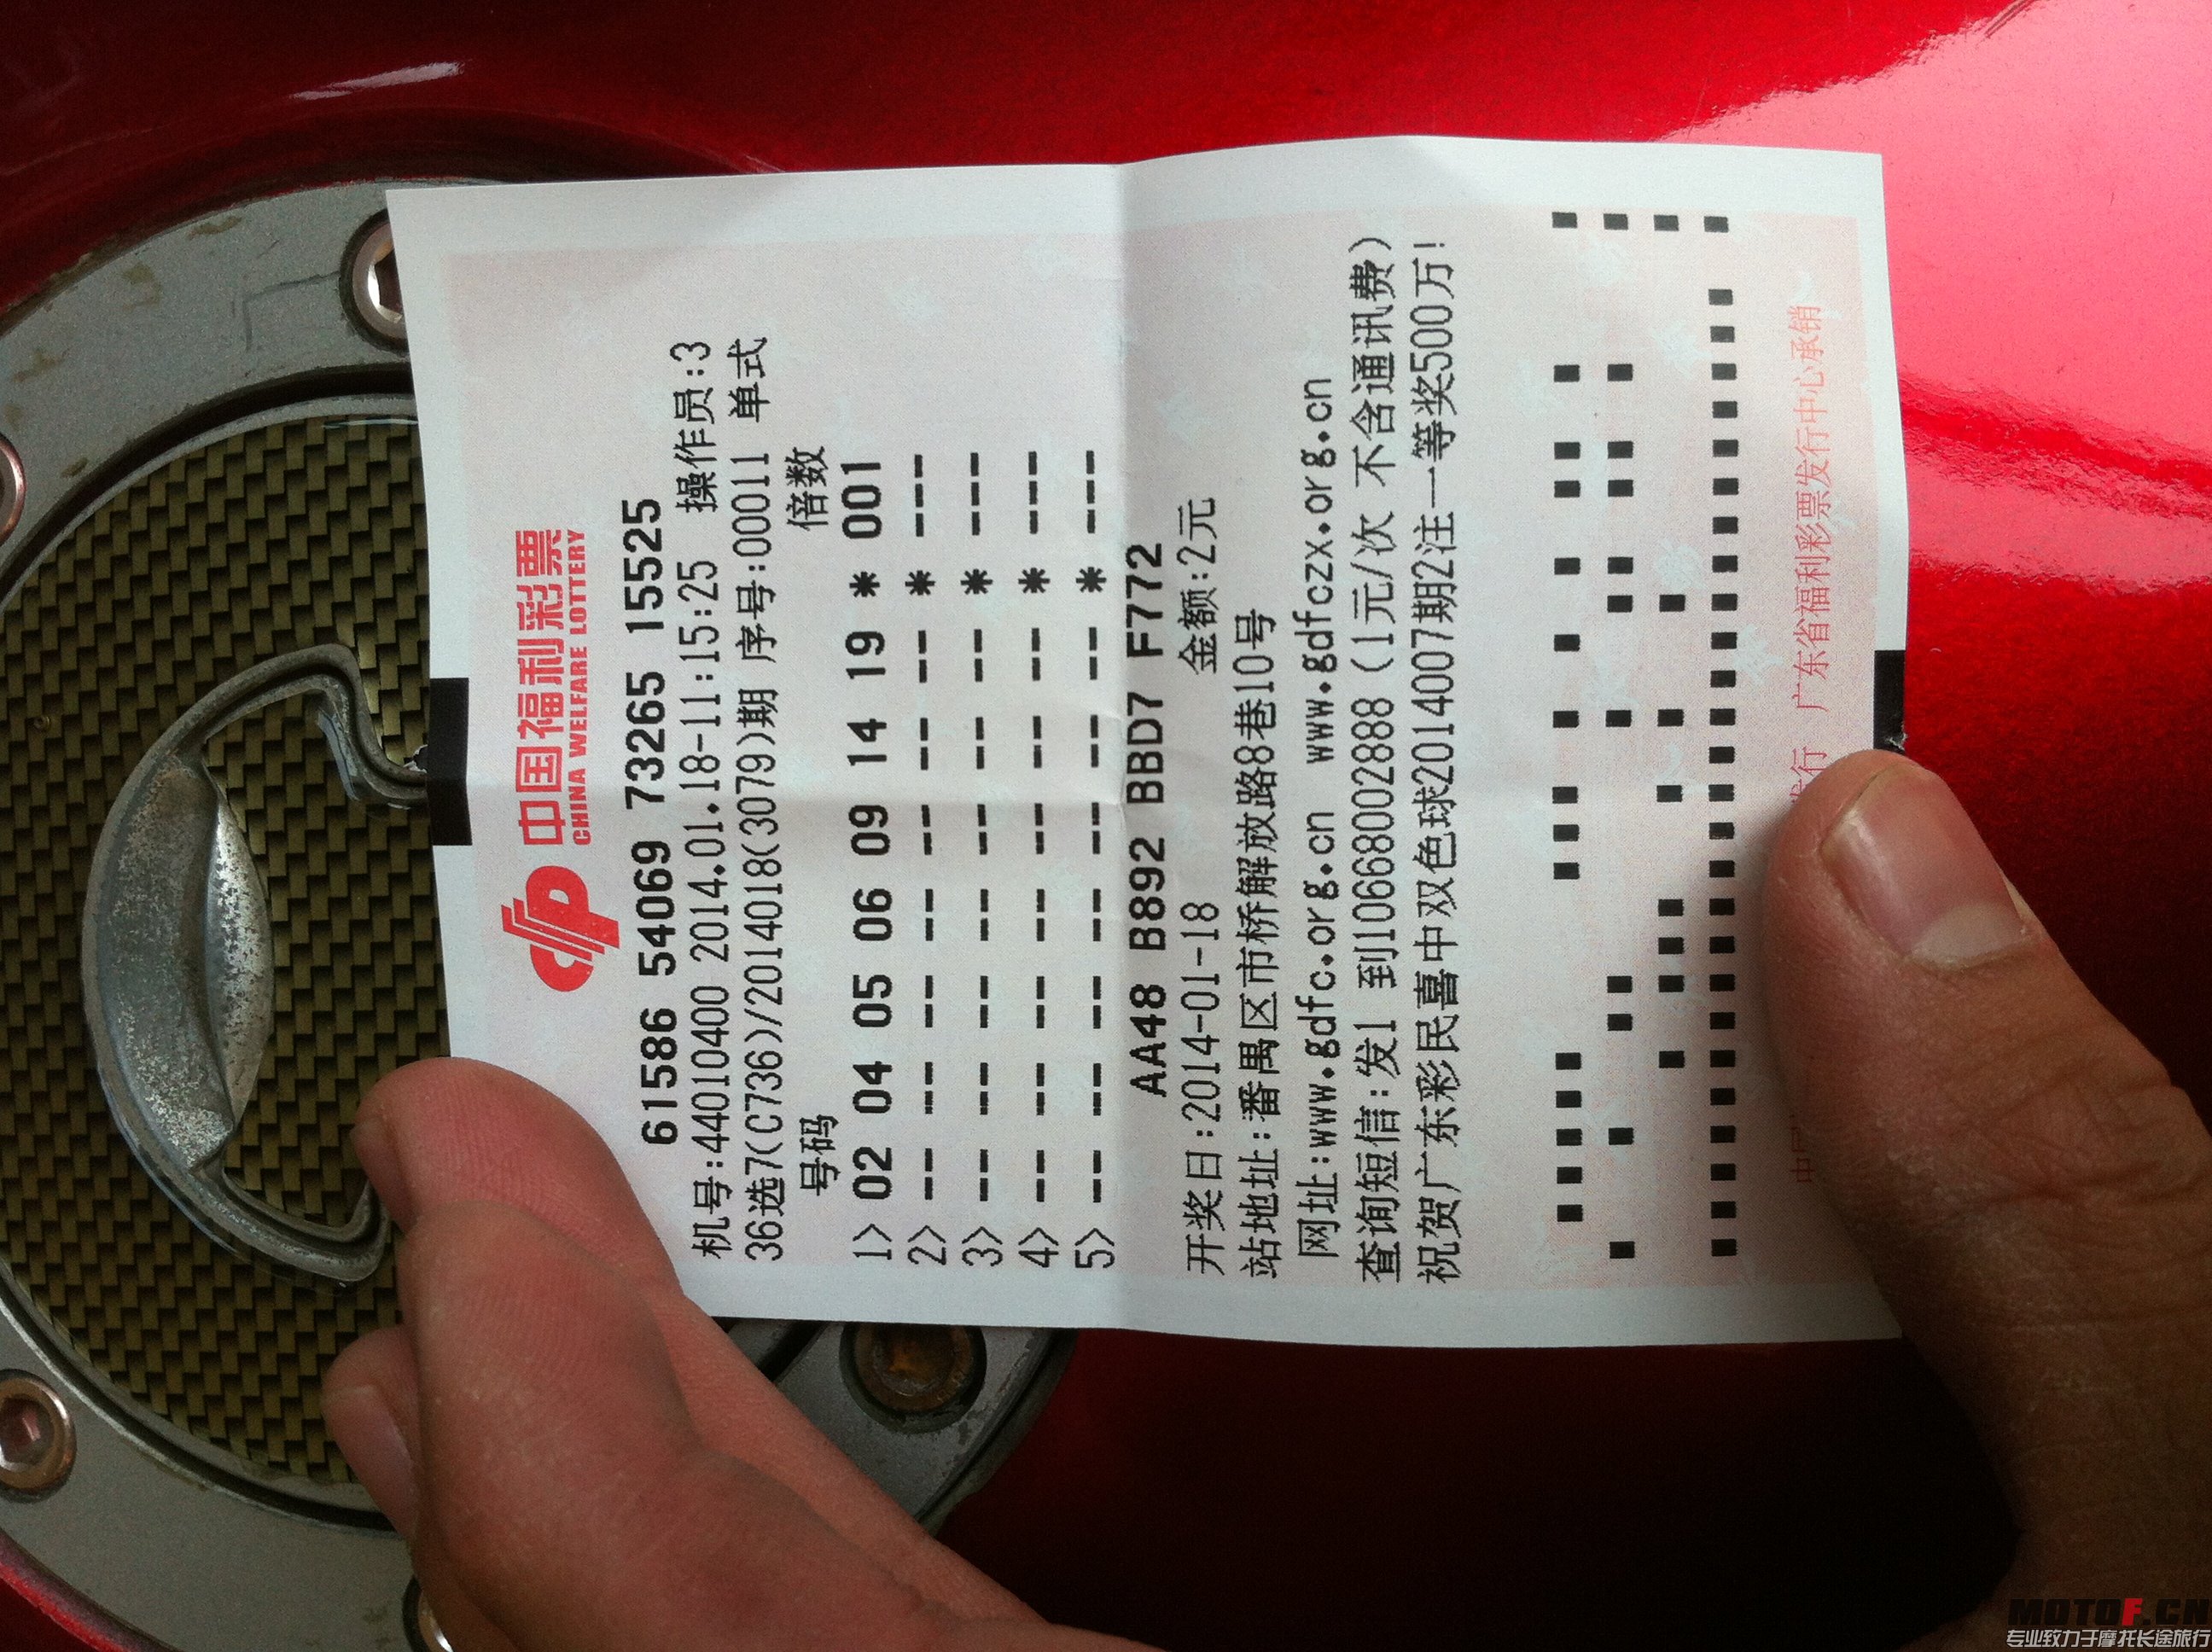 中国福利彩票
CHINA WELFARE LOTTERY
61586 54069 73265 15525
机号:44010400 2014.01.18-11:15:25 操作员:3
36选7(C736)/2014018(3079)期 序号:00011 单式
号码 倍数
1> 02 04 05 06 09 14 19 * 001
2> -- -- -- -- -- -- -- * ---
3> -- -- -- -- -- -- -- * ---
4> -- -- -- -- -- -- -- * ---
5> -- -- -- -- -- -- -- * ---
AA48 B892 BBD7 F772
开奖日:2014-01-18 金额:2元
站地址:番禺区市桥解放路8巷10号
网址:www.gdfc.org.cn www.gdfczx.org.cn
查询短信:发1 到10668002888(1元/次 不含通讯费)
祝贺广东彩民喜中双色球2014007期2注一等奖500万!
行 广东省福利彩票发行中心承销
MOTOF.CN
专业致力于摩托长途旅行